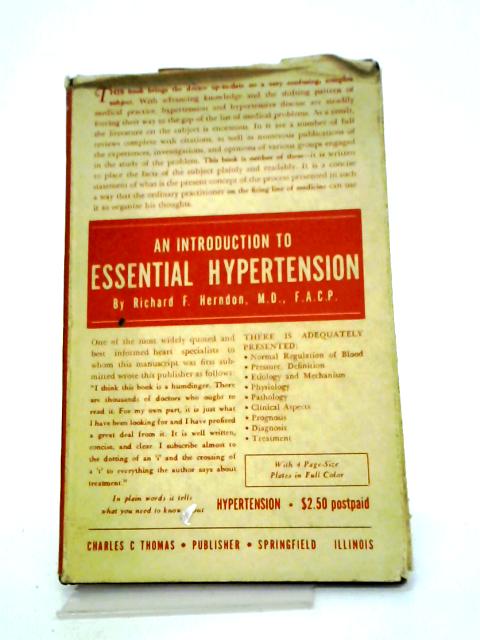 THIS book brings the doctor up-to-date on a very confusing, complex
subject. With advancing knowledge and the shifting pattern of
medical practice, hypertension and hypertensive disease are steadily
forcing their way to the top of the list of medical problems. As a result,
the literature on the subject is enormous. In it are a number of full
reviews complete with citations, as well as numerous publications of
the experiences, investigations, and opinions of various groups engaged
in the study of the problem. This book is neither of these—it is written
to place the facts of the subject plainly and readably. It is a concise
statement of what is the present concept of the process presented in such
a way that the ordinary practitioner on the firing line of medicine can use
it to organize his thoughts.
AN INTRODUCTION TO
ESSENTIAL HYPERTENSION
By Richard F. Herndon, M.D., F.A.C.P.
One of the most widely quoted and
best informed heart specialists to
whom this manuscript was first sub-
mitted wrote this publisher as follows:
"I think this book is a humdinger. There
are thousands of doctors who ought to
read it. For my own part, it is just what
I have been looking for and I have profited
a great deal from it. It is well written,
concise, and clear. I subscribe almost to
the dotting of an 'i' and the crossing of
a 't' to everything the author says about
treatment."
THERE IS ADEQUATELY
PRESENTED:
• Normal Regulation of Blood
• Pressure, Definition
• Etiology and Mechanism
• Physiology
• Pathology
• Clinical Aspects
• Prognosis
• Diagnosis
• Treatment
With 4 Page-Size
Plates in Full Color
In plain words it tells
what you need to know out HYPERTENSION • $2.50 postpaid
CHARLES C THOMAS • PUBLISHER • SPRINGFIELD ILLINOIS